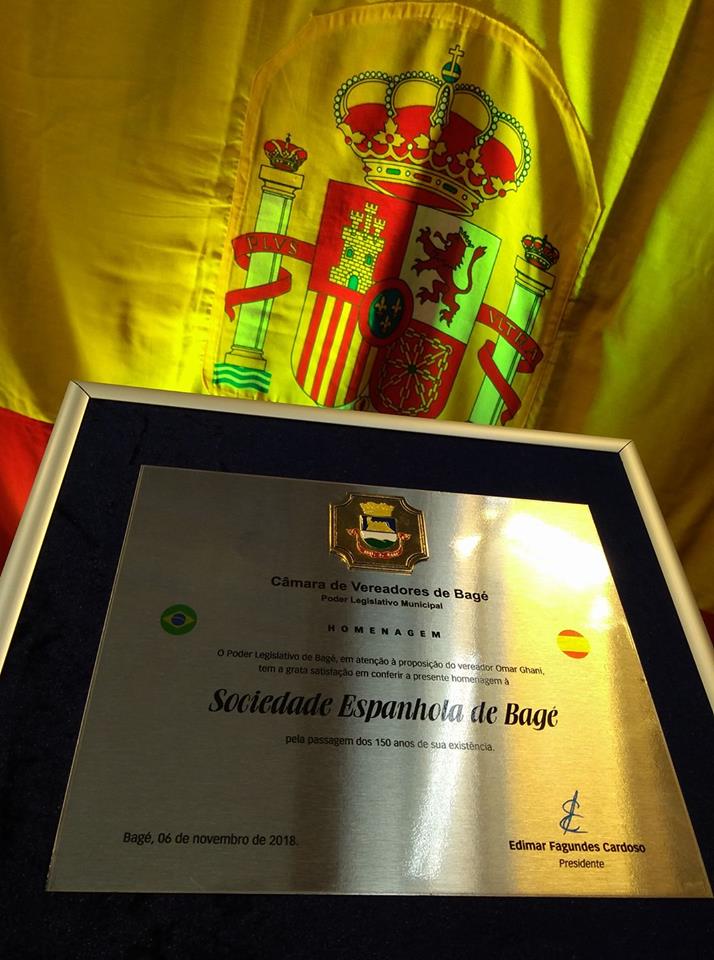 PLVS
VLTRA
Câmara de Vereadores de Bagé
Poder Legislativo Municipal
HOMENAGEM
O Poder Legislativo de Bagé, em atenção à proposição do vereador Omar Ghani,
tem a grata satisfação em conferir a presente homenagem à
Sociedade Espanhola de Bagé
pela passagem dos 150 anos de sua existência.
Bagé, 06 de novembro de 2018.
Edimar Fagundes Cardoso
Presidente